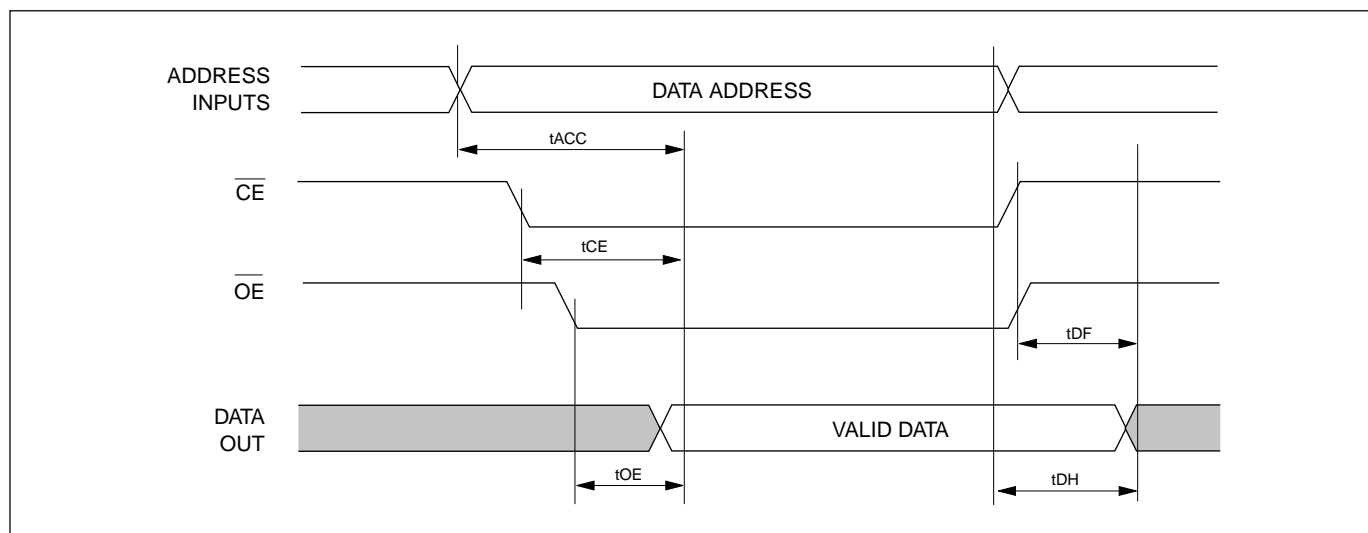 ADDRESS
INPUTS
DATA ADDRESS
tACC
CE
tCE
OE
tDF
DATA
OUT
VALID DATA
tOE
tDH